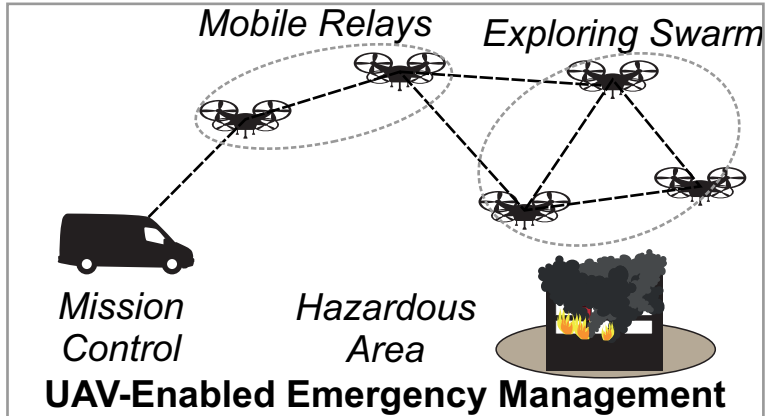 Mobile Relays
Exploring Swarm
Mission
Control
Hazardous
Area
UAV-Enabled Emergency Management